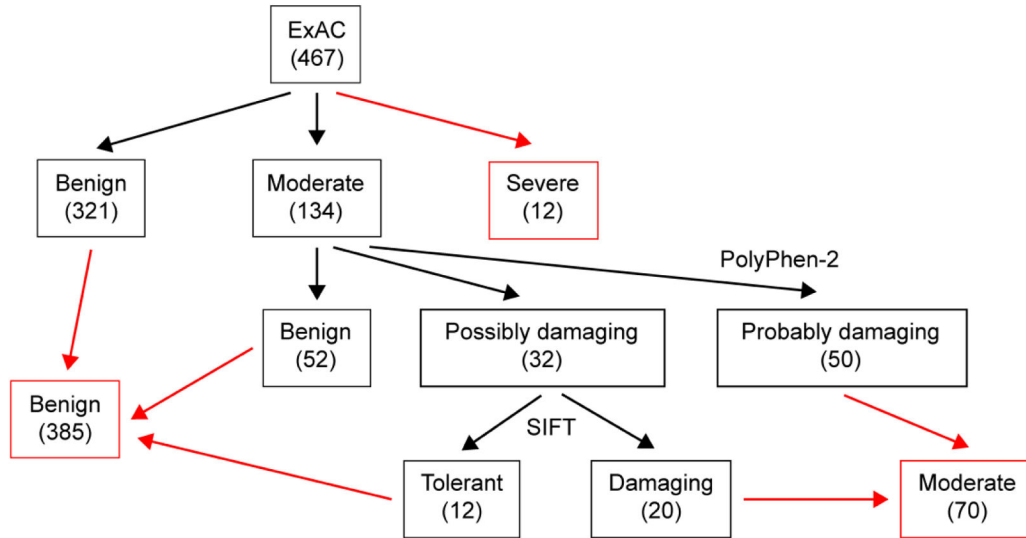 ExAC
(467)
Benign
(321)
Moderate
(134)
Severe
(12)
PolyPhen-2
Benign
(52)
Possibly damaging
(32)
Probably damaging
(50)
Benign
(385)
SIFT
Tolerant
(12)
Damaging
(20)
Moderate
(70)